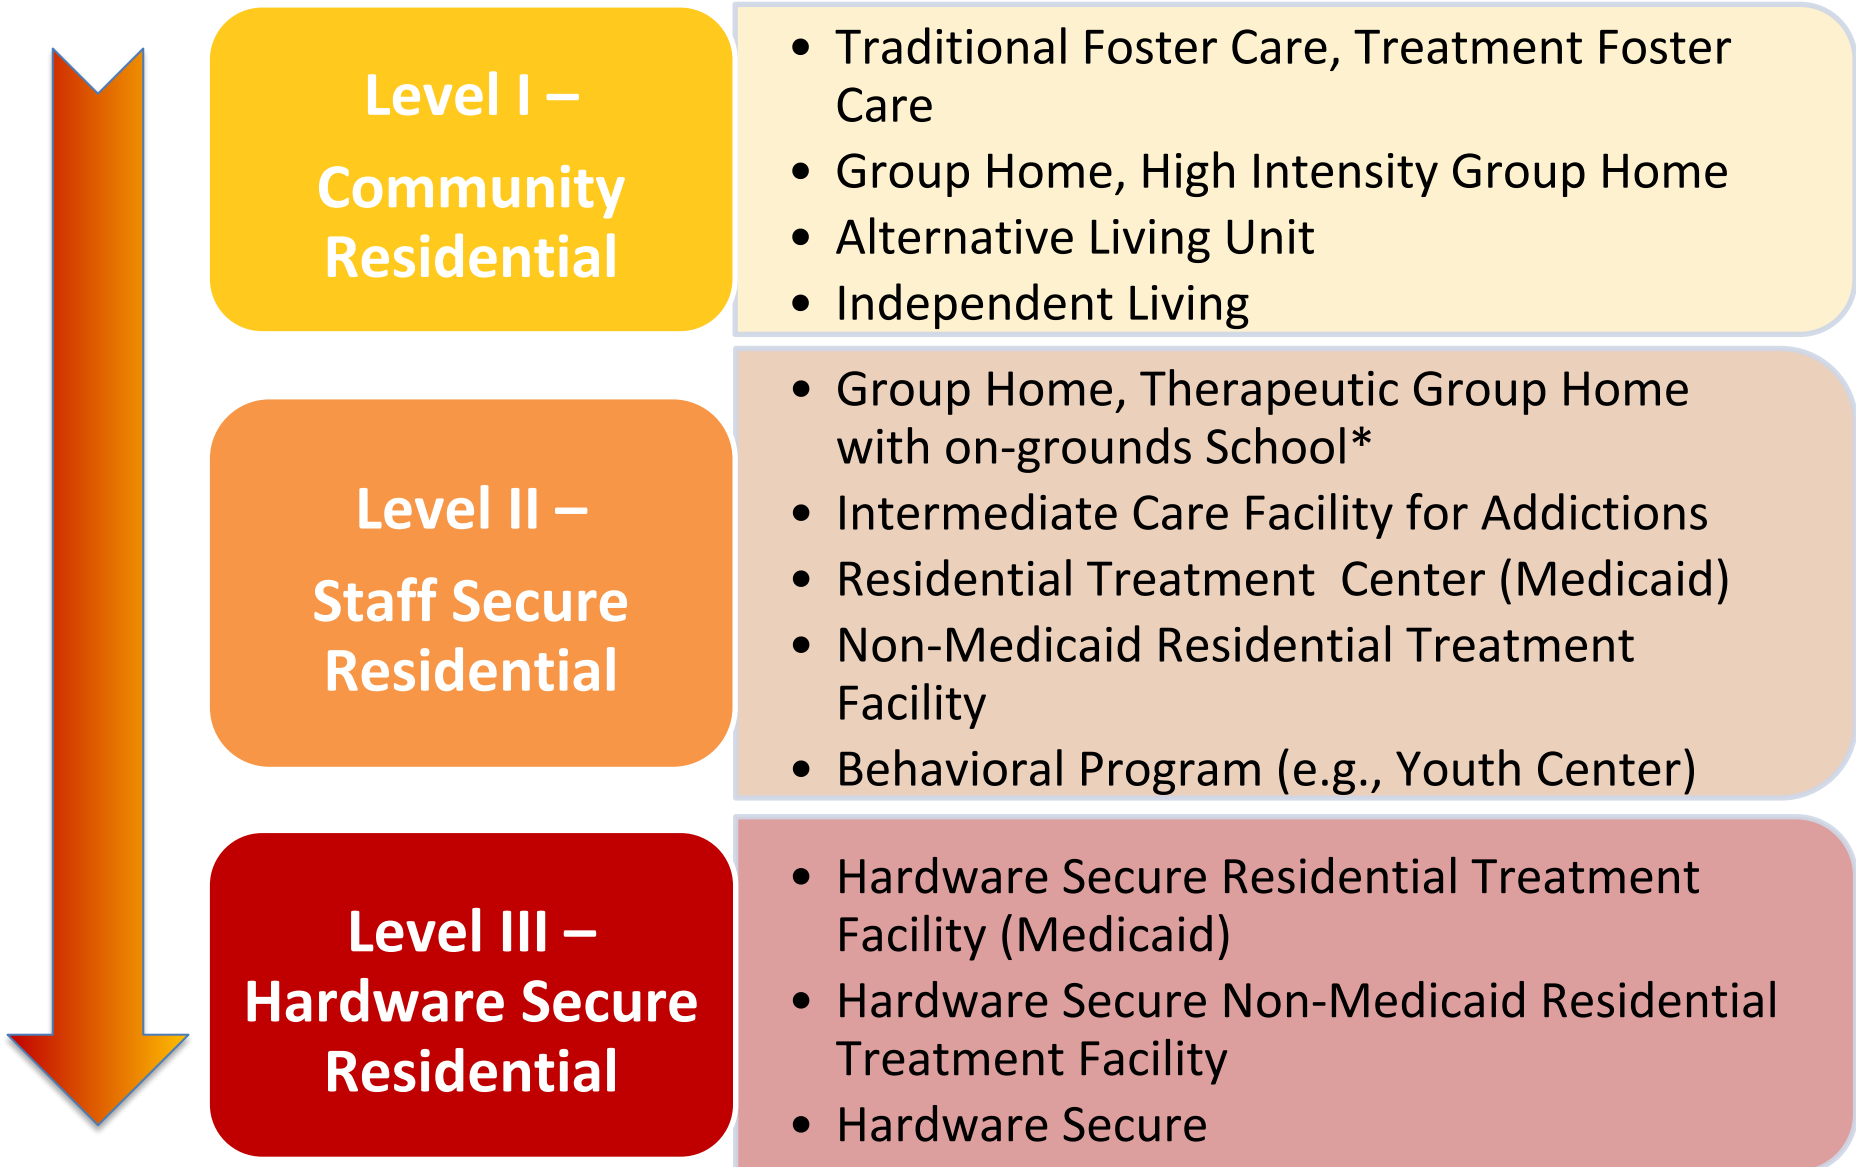 Level I –
Community
Residential
• Traditional Foster Care, Treatment Foster
Care
• Group Home, High Intensity Group Home
• Alternative Living Unit
• Independent Living
Level II –
Staff Secure
Residential
• Group Home, Therapeutic Group Home
with on-grounds School*
• Intermediate Care Facility for Addictions
• Residential Treatment  Center (Medicaid)
• Non-Medicaid Residential Treatment
Facility
• Behavioral Program (e.g., Youth Center)
Level III –
Hardware Secure
Residential
• Hardware Secure Residential Treatment
Facility (Medicaid)
• Hardware Secure Non-Medicaid Residential
Treatment Facility
• Hardware Secure